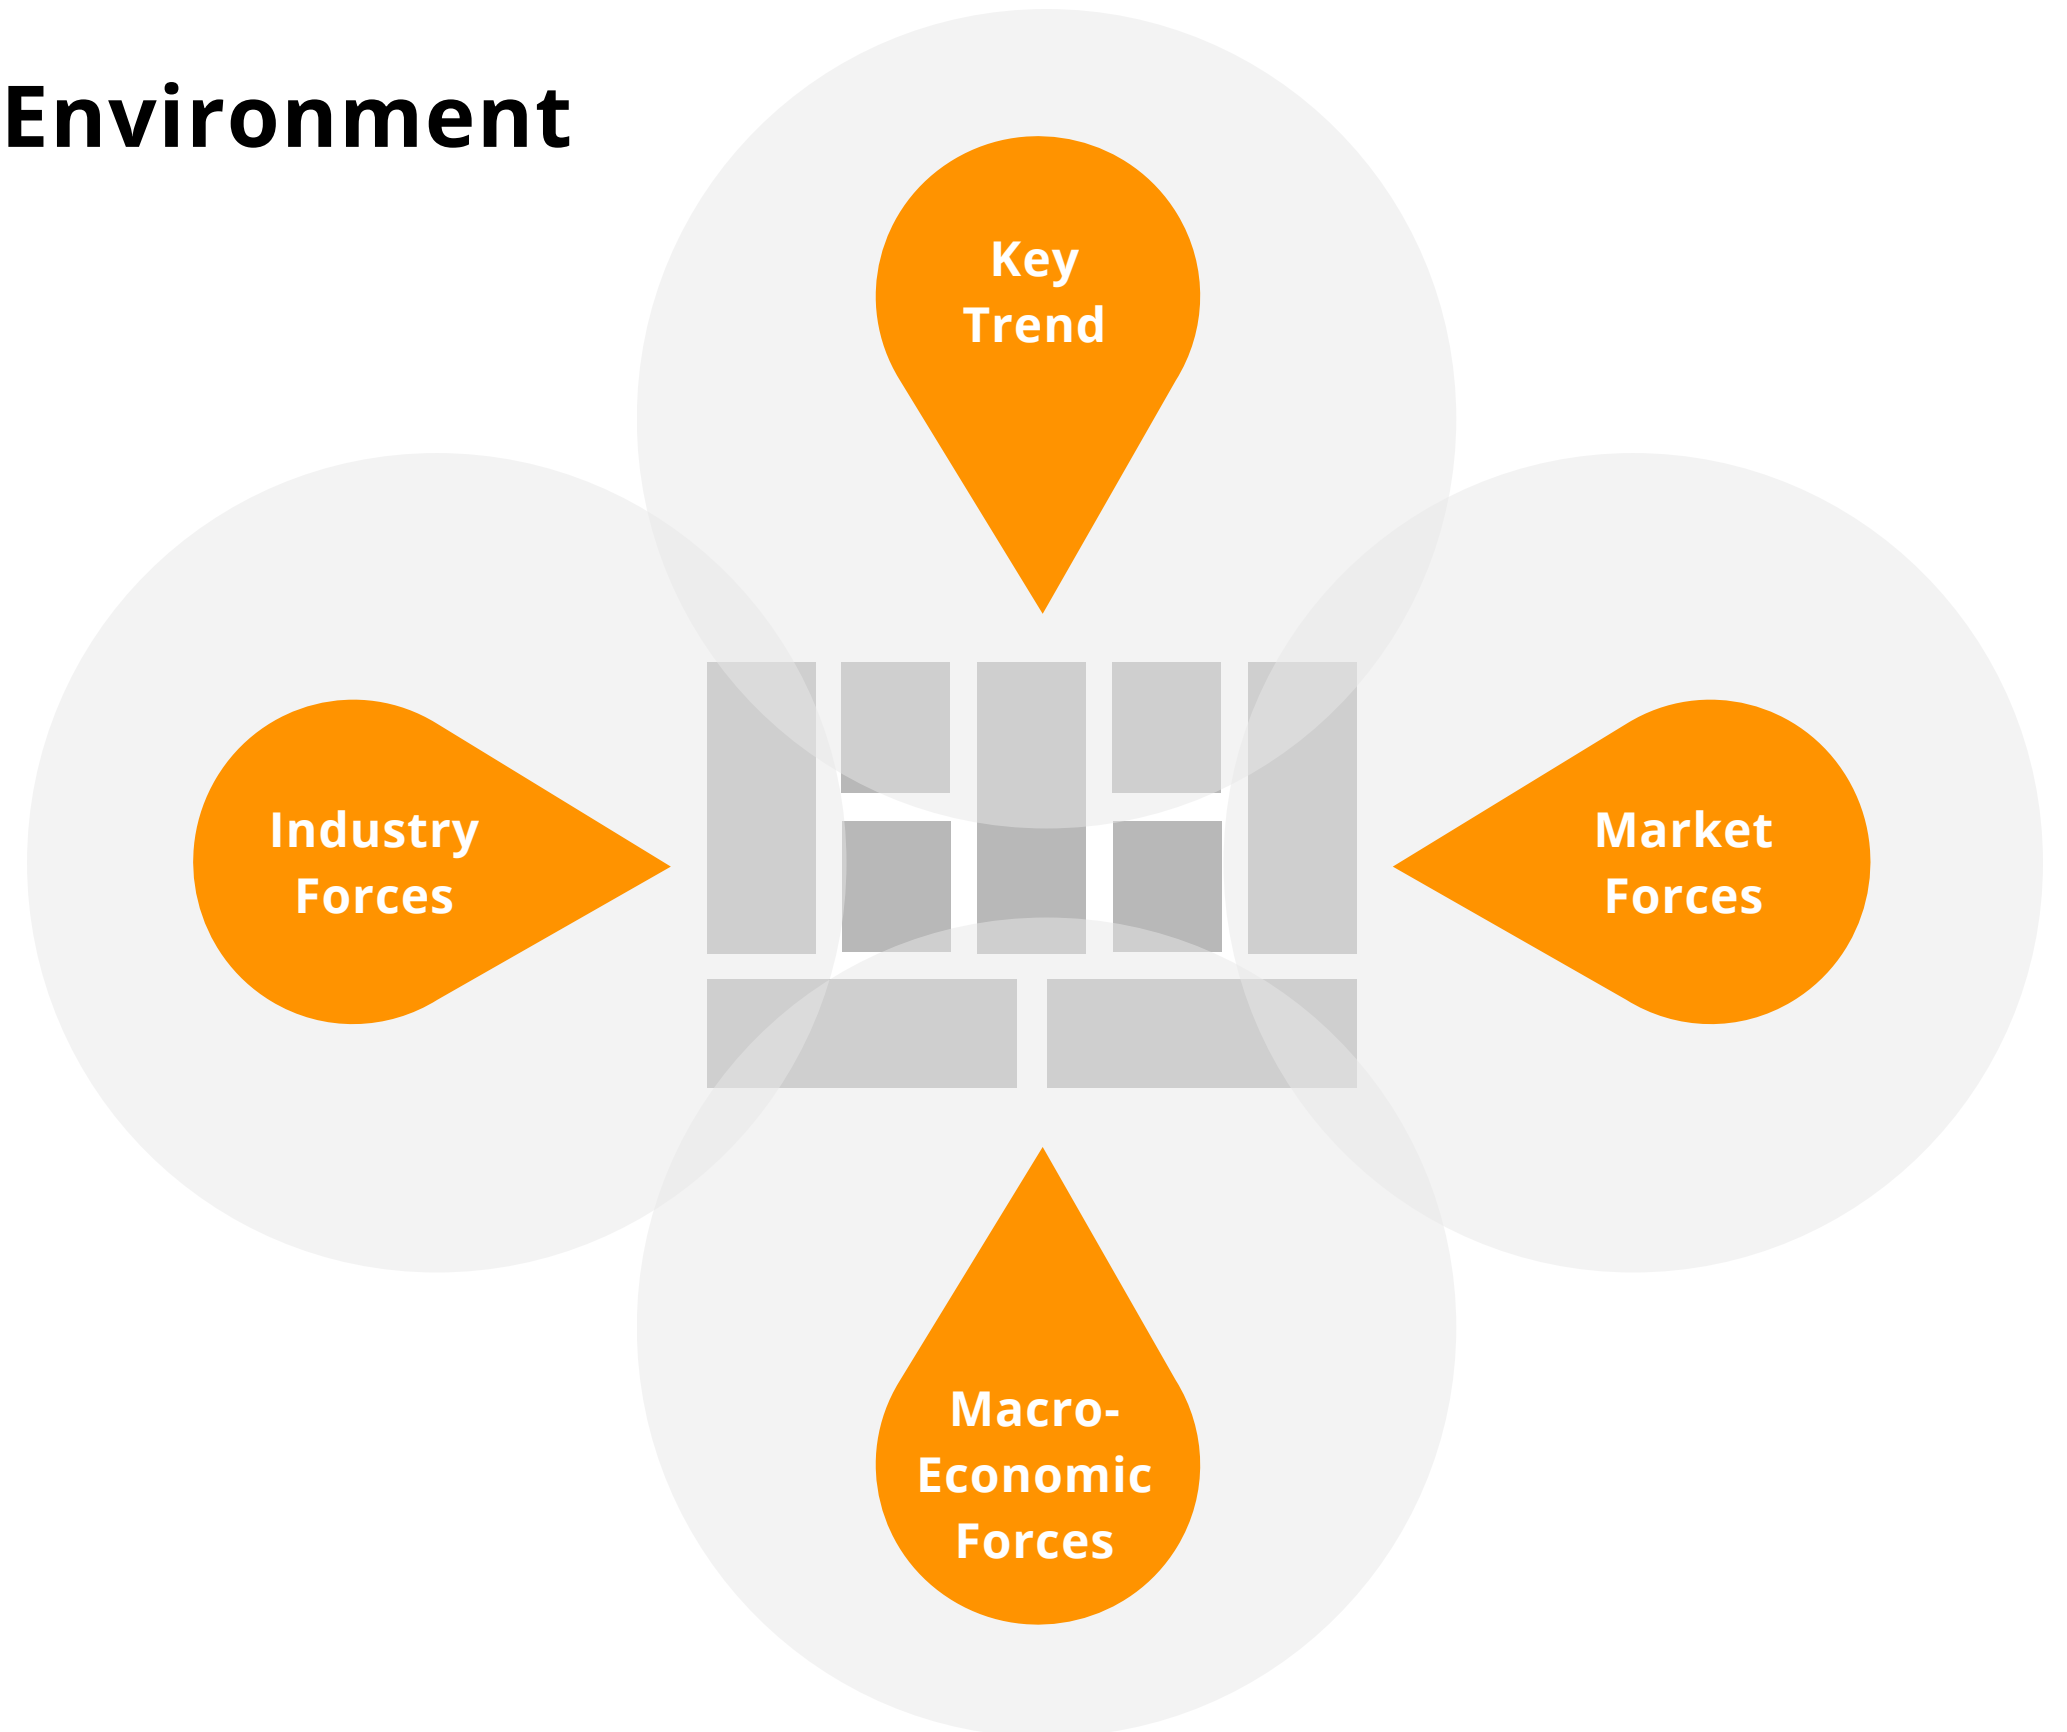 Environment
Key
Trend
Industry
Forces
Market
Forces
Macro-
Economic
Forces